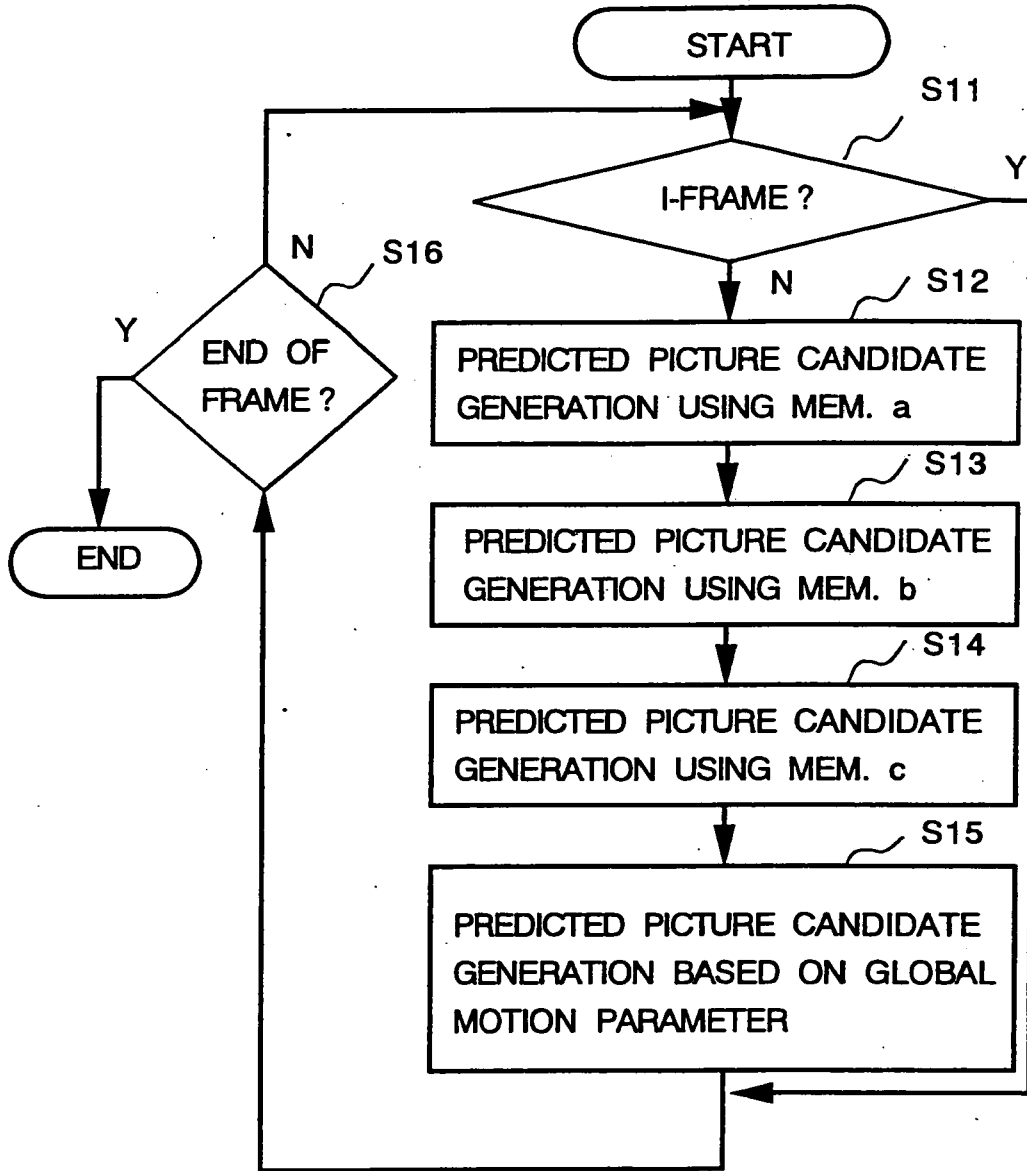 START
S11
I-FRAME ?
Y
N
S12
PREDICTED PICTURE CANDIDATE
GENERATION USING MEM. a
S13
PREDICTED PICTURE CANDIDATE
GENERATION USING MEM. b
S14
PREDICTED PICTURE CANDIDATE
GENERATION USING MEM. c
S15
PREDICTED PICTURE CANDIDATE
GENERATION BASED ON GLOBAL
MOTION PARAMETER
N
S16
Y
END OF
FRAME ?
END